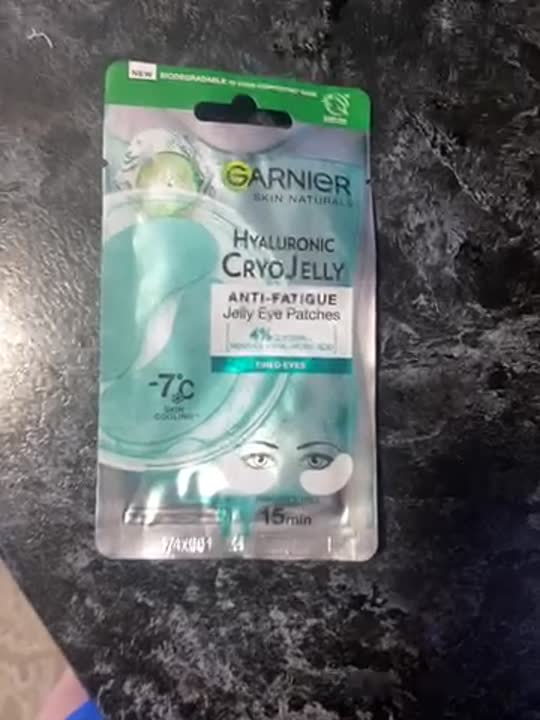 NEW
BIODEGRADABLE
GARNIER
SKIN NATURALS
HYALURONIC
CRYOJELLY
ANTI-FATIGUE
Jelly Eye Patches
4%
TIRED EYES
-7°C
SKIN
COOLING
15min